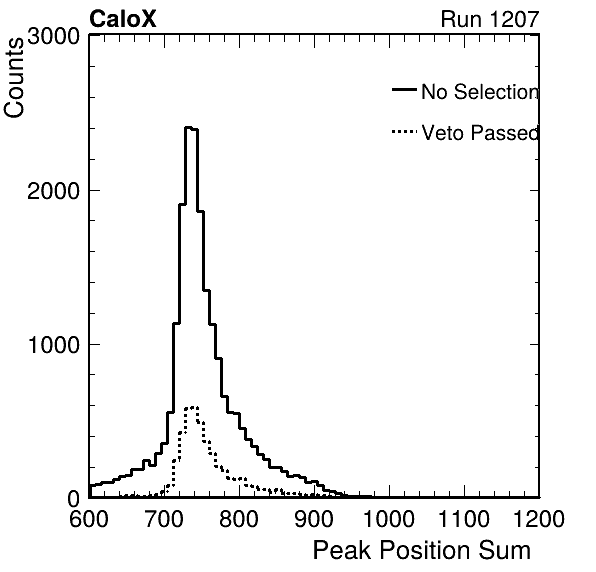 CaloX Run 1207
Counts
3000
2000
1000
0
No Selection
Veto Passed
600 700 800 900 1000 1100 1200
Peak Position Sum